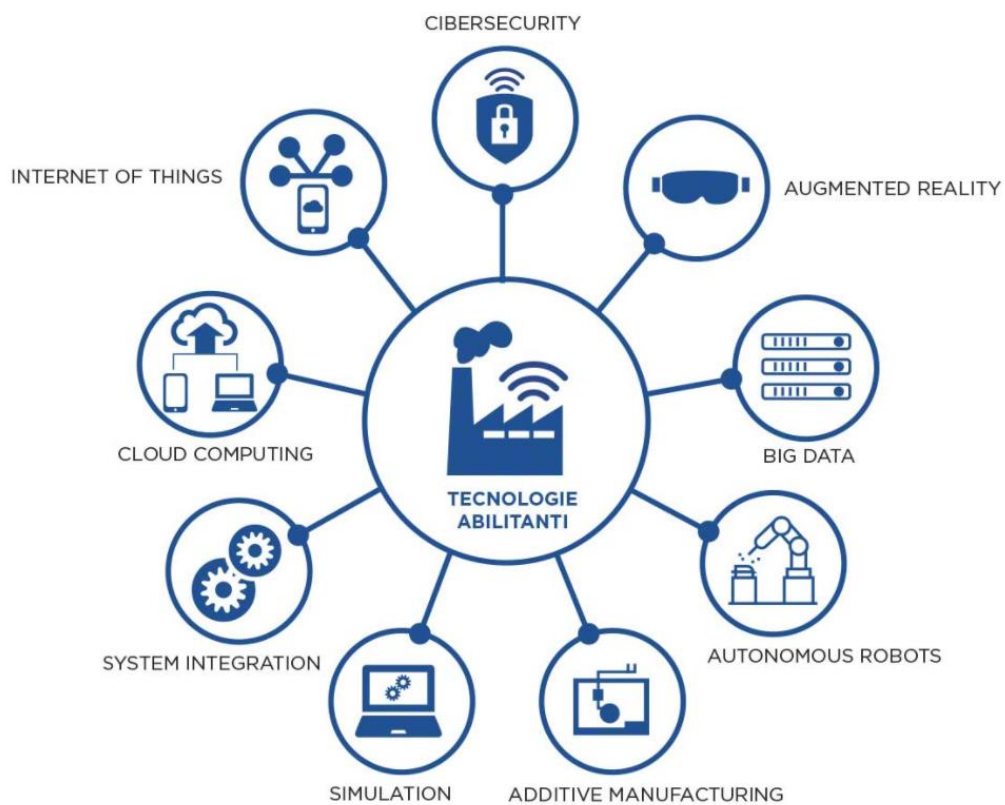 CIBERSECURITY
INTERNET OF THINGS
AUGMENTED REALITY
CLOUD COMPUTING
BIG DATA
TECNOLOGIE
ABILITANTI
SYSTEM INTEGRATION
AUTONOMOUS ROBOTS
SIMULATION
ADDITIVE MANUFACTURING